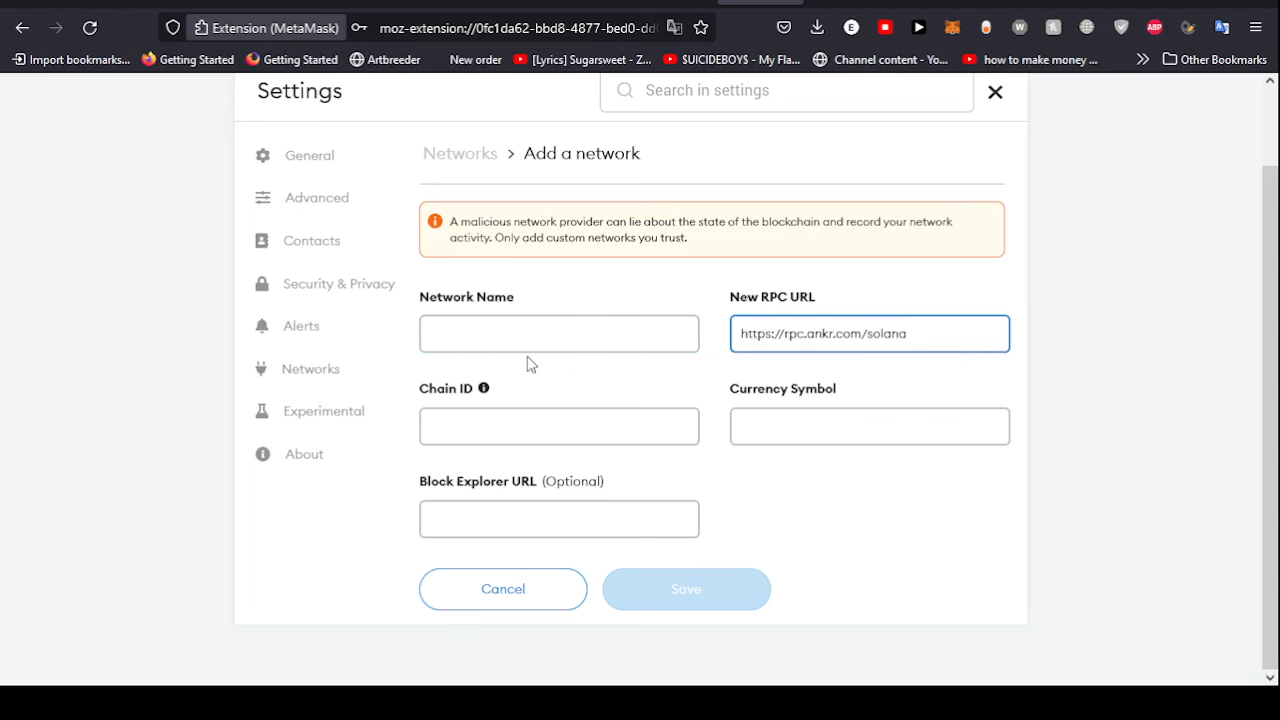 Extension (MetaMask)
moz-extension://0fc1da62-bbd8-4877-bed0-dd
Import bookmarks...
Getting Started
Getting Started
Artbreeder
New order
[Lyrics] Sugarsweet - Z...
$UICIDEBOY$ - My Fla...
Channel content - Yo...
how to make money ...
Other Bookmarks
Settings
Search in settings
General
Advanced
Contacts
Security & Privacy
Alerts
Networks
Experimental
About
Networks > Add a network
A malicious network provider can lie about the state of the blockchain and record your network
activity. Only add custom networks you trust.
Network Name
New RPC URL
https://rpc.ankr.com/solana
Chain ID
Currency Symbol
Block Explorer URL (Optional)
Cancel
Save